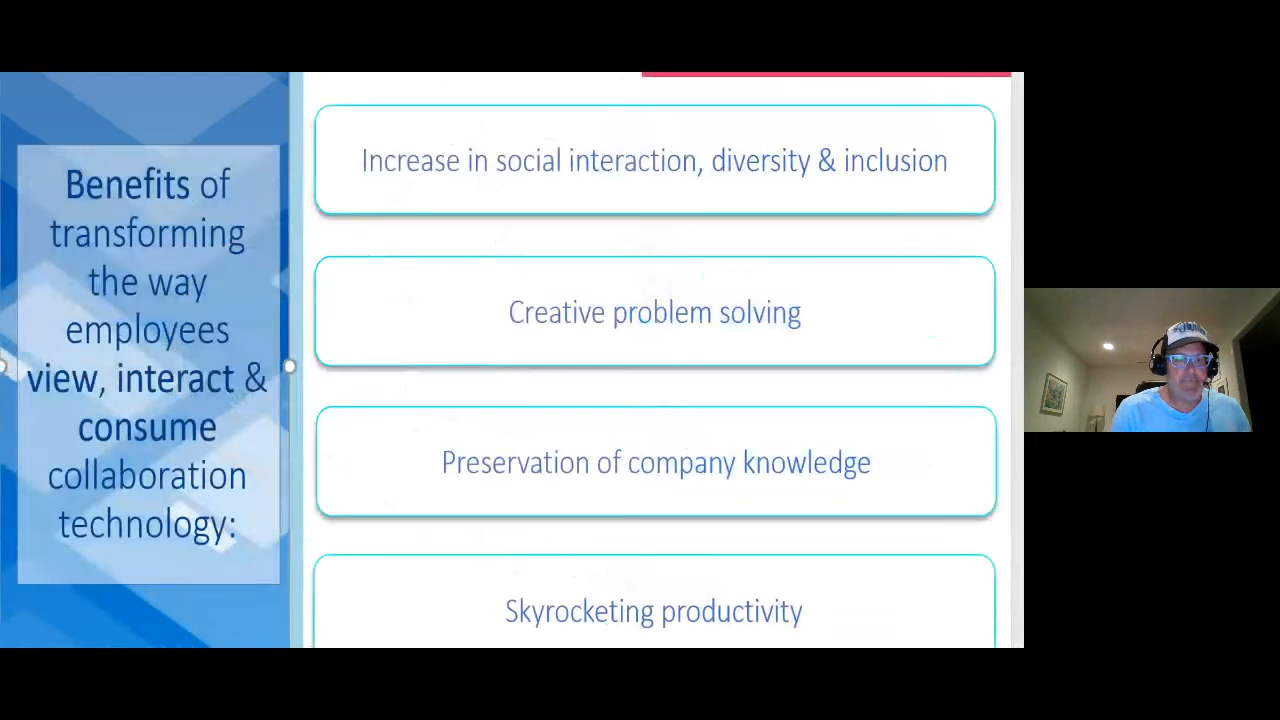 Benefits of
transforming
the way
employees
view, interact &
consume
collaboration
technology:
Increase in social interaction, diversity & inclusion
Creative problem solving
Preservation of company knowledge
Skyrocketing productivity